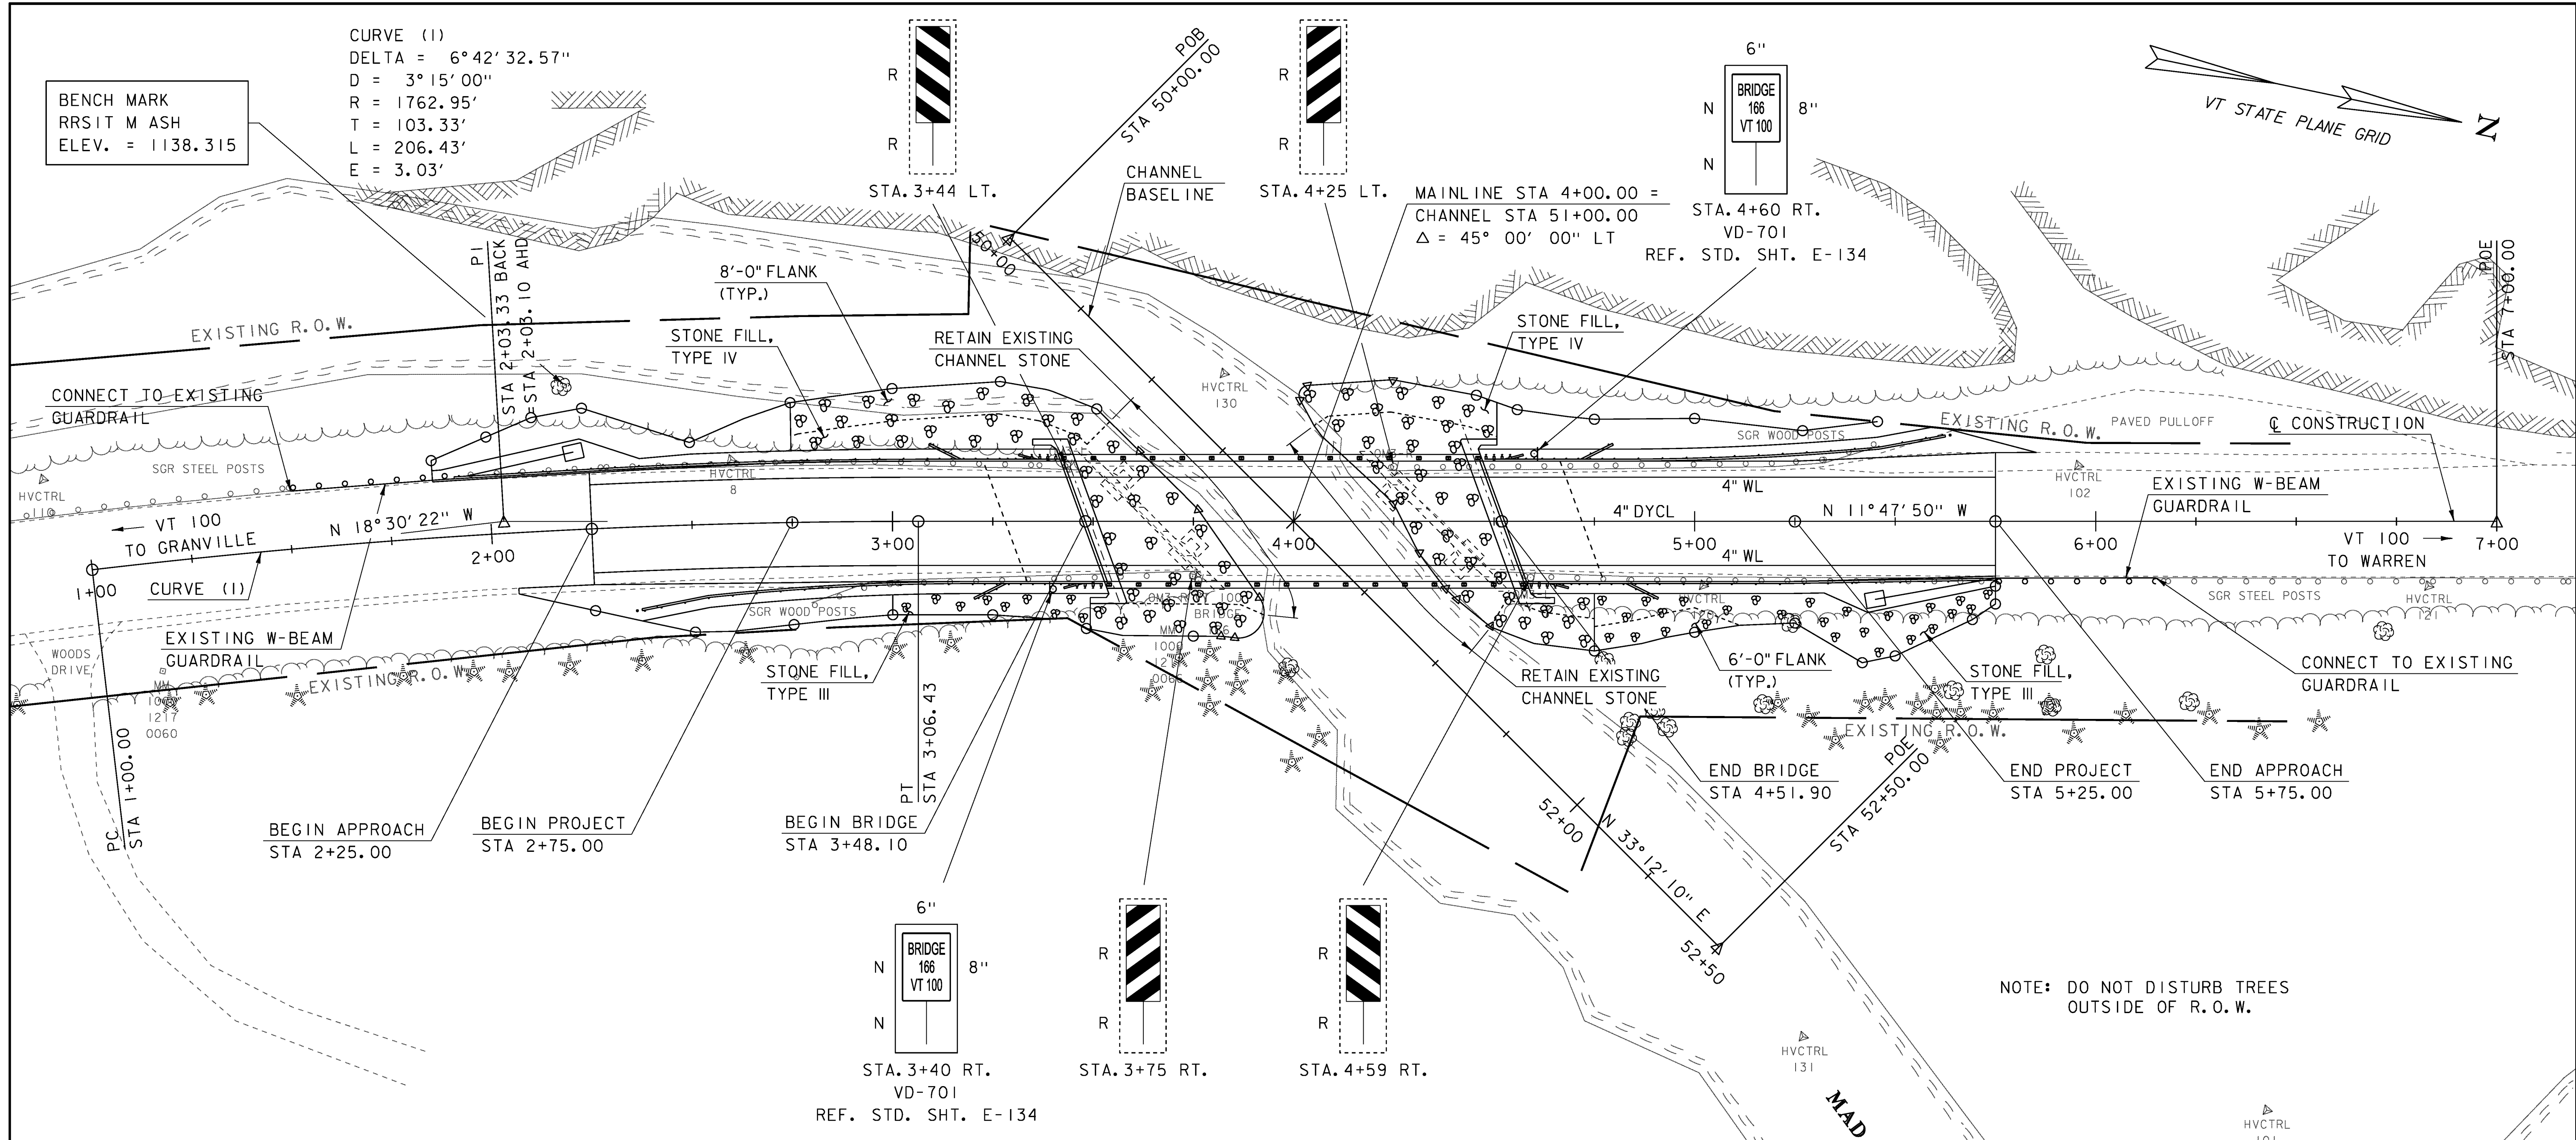 CURVE (1)
DELTA = 6°42'32.57"
D = 3°15'00"
R = 1762.95'
T = 103.33'
L = 206.43'
E = 3.03'
BENCH MARK
RRSIT M ASH
ELEV. = 1138.315
R
R
STA.3+44 LT.
POB
STA 50+00.00
50+00
CHANNEL
BASELINE
R
R
STA.4+25 LT.
MAINLINE STA 4+00.00 =
CHANNEL STA 51+00.00
△ = 45° 00' 00" LT
6"
BRIDGE
166
VT 100
N
8"
N
STA.4+60 RT.
VD-701
REF. STD. SHT. E-134
VT STATE PLANE GRID
N
POE
STA 7+00.00
PI
STA 2+03.33 BACK
STA 2+03.10 AHD
EXISTING R.O.W.
8'-0" FLANK
(TYP.)
STONE FILL,
TYPE IV
RETAIN EXISTING
CHANNEL STONE
HVCTRL
130
STONE FILL,
TYPE IV
CONNECT TO EXISTING
GUARDRAIL
SGR STEEL POSTS
HVCTRL
110
HVCTRL
8
SGR WOOD POSTS
EXISTING R.O.W.
PAVED PULLOFF
℄ CONSTRUCTION
HVCTRL
102
EXISTING W-BEAM
GUARDRAIL
4" WL
4" DYCL
N 11°47'50" W
4" WL
VT 100
TO GRANVILLE
N 18°30'22" W
1+00
2+00
3+00
4+00
5+00
6+00
7+00
VT 100
TO WARREN
CURVE (1)
EXISTING W-BEAM
GUARDRAIL
WOODS
DRIVE
MM
1217
0060
EXISTING R.O.W.
SGR WOOD POSTS
STONE FILL,
TYPE III
100
BRIDGE
MM
HVCTRL
SGR STEEL POSTS
HVCTRL
121
RETAIN EXISTING
CHANNEL STONE
6'-0" FLANK
(TYP.)
STONE FILL,
TYPE III
CONNECT TO EXISTING
GUARDRAIL
EXISTING R.O.W.
PC
STA 1+00.00
PT
STA 3+06.43
BEGIN APPROACH
STA 2+25.00
BEGIN PROJECT
STA 2+75.00
BEGIN BRIDGE
STA 3+48.10
END BRIDGE
STA 4+51.90
END PROJECT
STA 5+25.00
END APPROACH
STA 5+75.00
52+00
N 33°12'10" E
POE
STA 52+50.00
52+50
6"
BRIDGE
166
VT 100
N
8"
N
STA.3+40 RT.
VD-701
REF. STD. SHT. E-134
R
R
STA.3+75 RT.
R
R
STA.4+59 RT.
NOTE: DO NOT DISTURB TREES
OUTSIDE OF R.O.W.
HVCTRL
131
MAD
HVCTRL